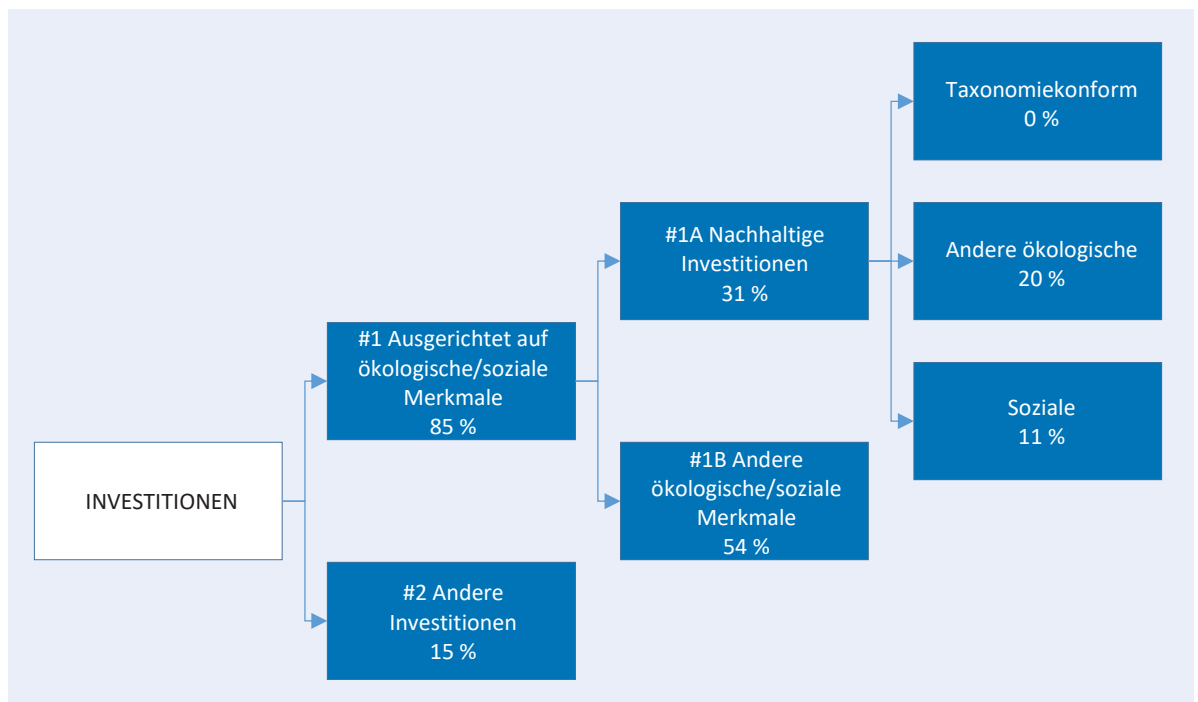 INVESTITIONEN
#1 Ausgerichtet auf
ökologische/soziale
Merkmale
85 %
#2 Andere
Investitionen
15 %
#1A Nachhaltige
Investitionen
31 %
#1B Andere
ökologische/soziale
Merkmale
54 %
Taxonomiekonform
0 %
Andere ökologische
20 %
Soziale
11 %